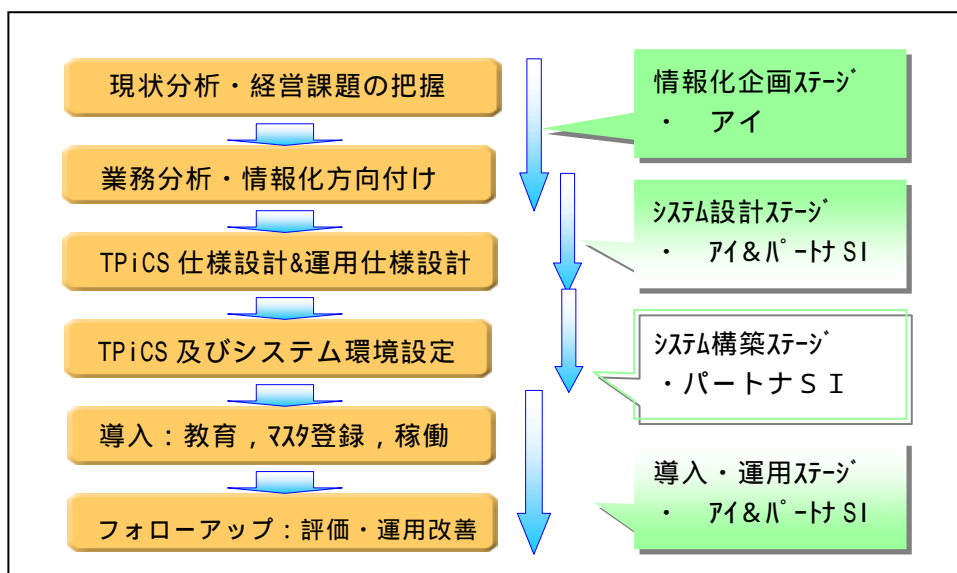 現状分析・経営課題の把握
業務分析・情報化方向付け
TPiCS 仕様設計&運用仕様設計
TPiCS 及びシステム環境設定
導入：教育，ﾏｽﾀ登録，稼働
フォローアップ：評価・運用改善
情報化企画ｽﾃｰｼﾞ
・　アイ
ｼｽﾃﾑ設計ｽﾃｰｼﾞ
・　ｱｲ&ﾊﾟｰﾄﾅ SI
ｼｽﾃﾑ構築ｽﾃｰｼﾞ
・パートナＳＩ
導入・運用ｽﾃｰｼﾞ
・　ｱｲ&ﾊﾟｰﾄﾅ SI